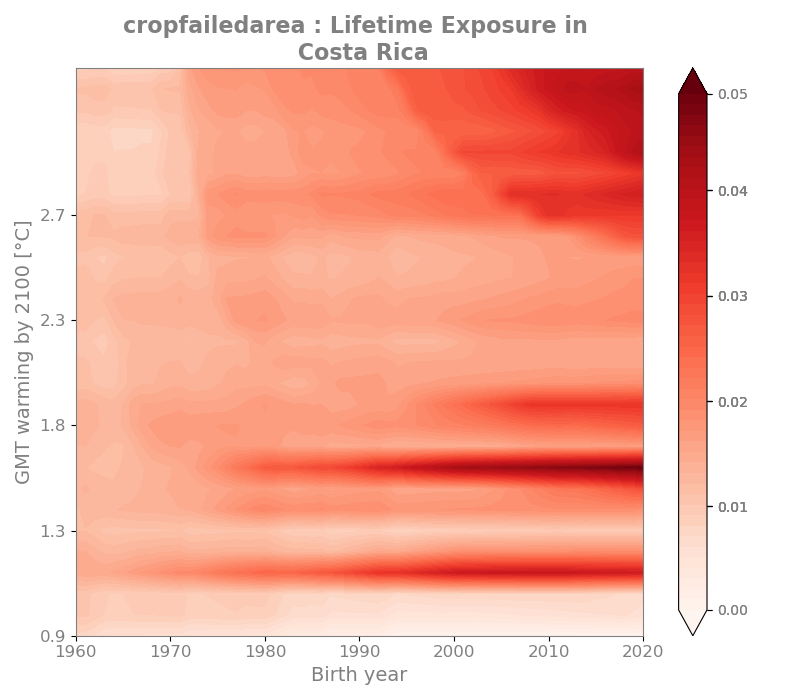 cropfailedarea : Lifetime Exposure in
Costa Rica
GMT warming by 2100 [°C]
2.7
2.3
1.8
1.3
0.9
1960 1970 1980 1990 2000 2010 2020
Birth year
0.05
0.04
0.03
0.02
0.01
0.00